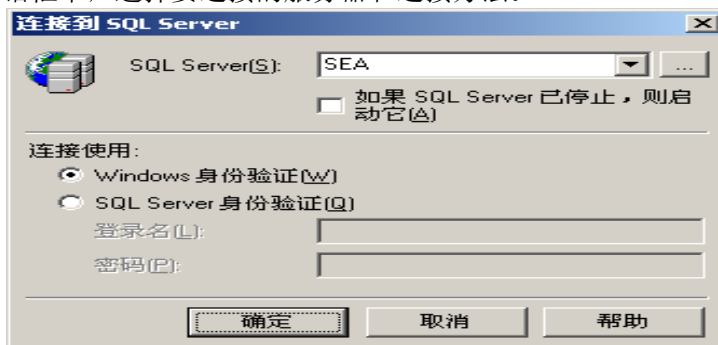 连接到 SQL Server
SQL Server(S):
SEA
...
如果 SQL Server 已停止，则启
动它(A)
连接使用:
Windows 身份验证(W)
SQL Server 身份验证(Q)
登录名(L):
密码(P):
确定
取消
帮助